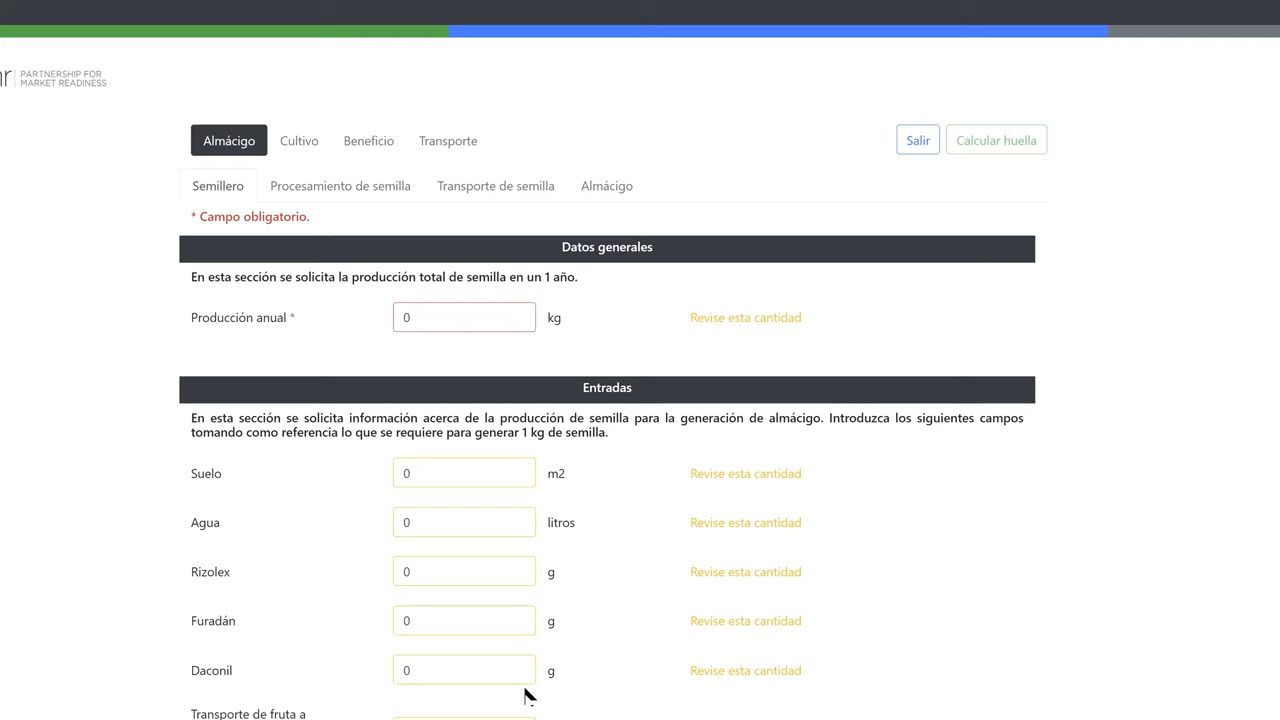 PARTNERSHIP FOR
MARKET READINESS
Almácigo Cultivo Beneficio Transporte Salir Calcular huella
Semillero Procesamiento de semilla Transporte de semilla Almácigo
* Campo obligatorio.
Datos generales
En esta sección se solicita la producción total de semilla en un 1 año.
Producción anual * 0 kg Revise esta cantidad
Entradas
En esta sección se solicita información acerca de la producción de semilla para la generación de almácigo. Introduzca los siguientes campos
tomando como referencia lo que se requiere para generar 1 kg de semilla.
Suelo 0 m2 Revise esta cantidad
Agua 0 litros Revise esta cantidad
Rizolex 0 g Revise esta cantidad
Furadán 0 g Revise esta cantidad
Daconil 0 g Revise esta cantidad
Transporte de fruta a